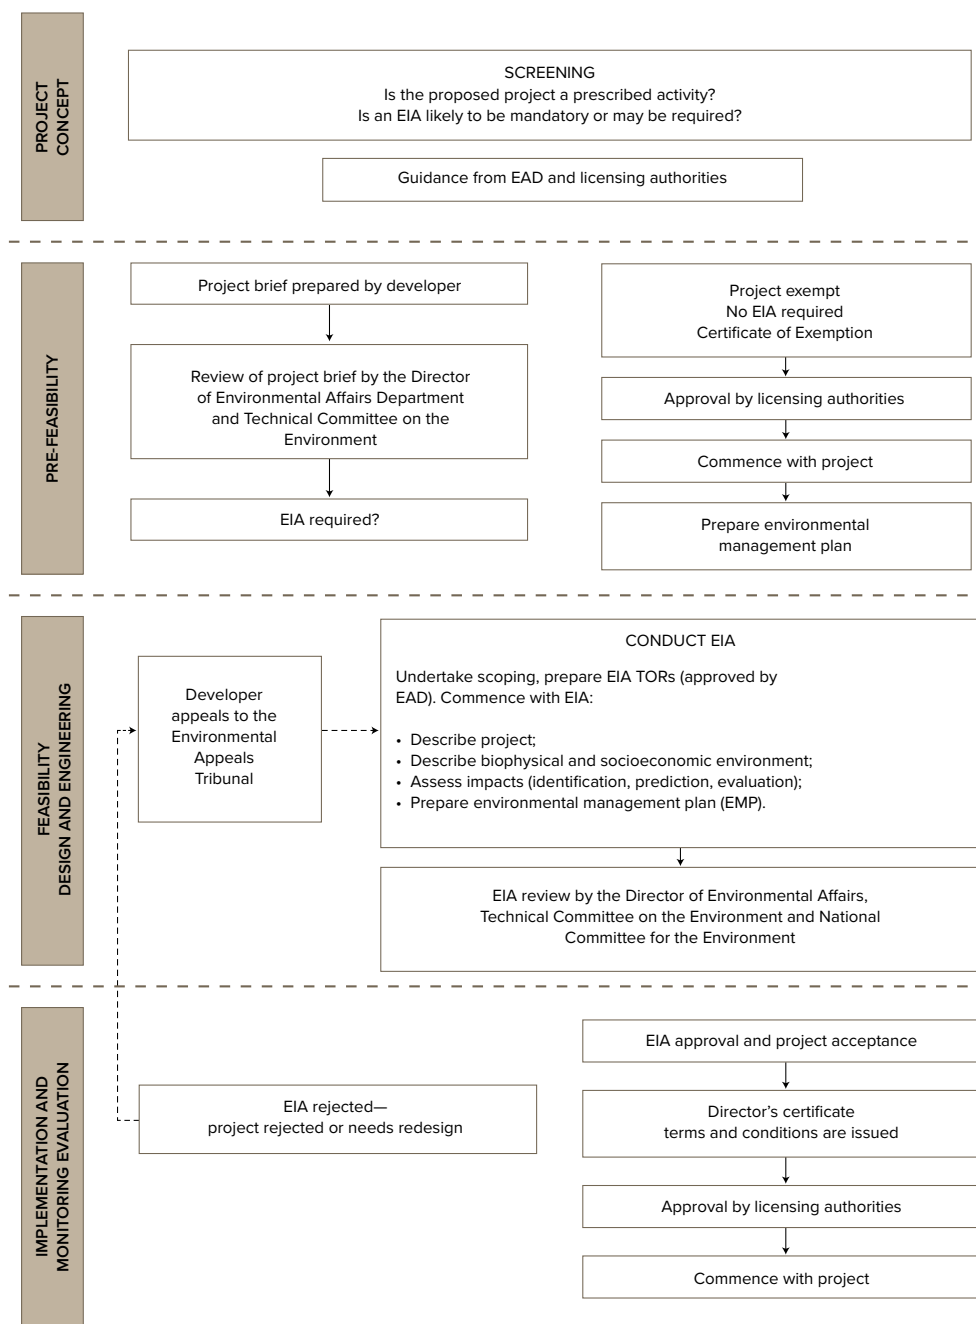 PROJECT
CONCEPT
SCREENING
Is the proposed project a prescribed activity?
Is an EIA likely to be mandatory or may be required?
Guidance from EAD and licensing authorities
PRE-FEASIBILITY
Project brief prepared by developer
Review of project brief by the Director
of Environmental Affairs Department
and Technical Committee on the
Environment
EIA required?
Project exempt
No EIA required
Certificate of Exemption
Approval by licensing authorities
Commence with project
Prepare environmental
management plan
FEASIBILITY
DESIGN AND ENGINEERING
Developer
appeals to the
Environmental
Appeals
Tribunal
CONDUCT EIA
Undertake scoping, prepare EIA TORs (approved by
EAD). Commence with EIA:
• Describe project;
• Describe biophysical and socioeconomic environment;
• Assess impacts (identification, prediction, evaluation);
• Prepare environmental management plan (EMP).
EIA review by the Director of Environmental Affairs,
Technical Committee on the Environment and National
Committee for the Environment
IMPLEMENTATION AND
MONITORING EVALUATION
EIA rejected—
project rejected or needs redesign
EIA approval and project acceptance
Director’s certificate
terms and conditions are issued
Approval by licensing authorities
Commence with project